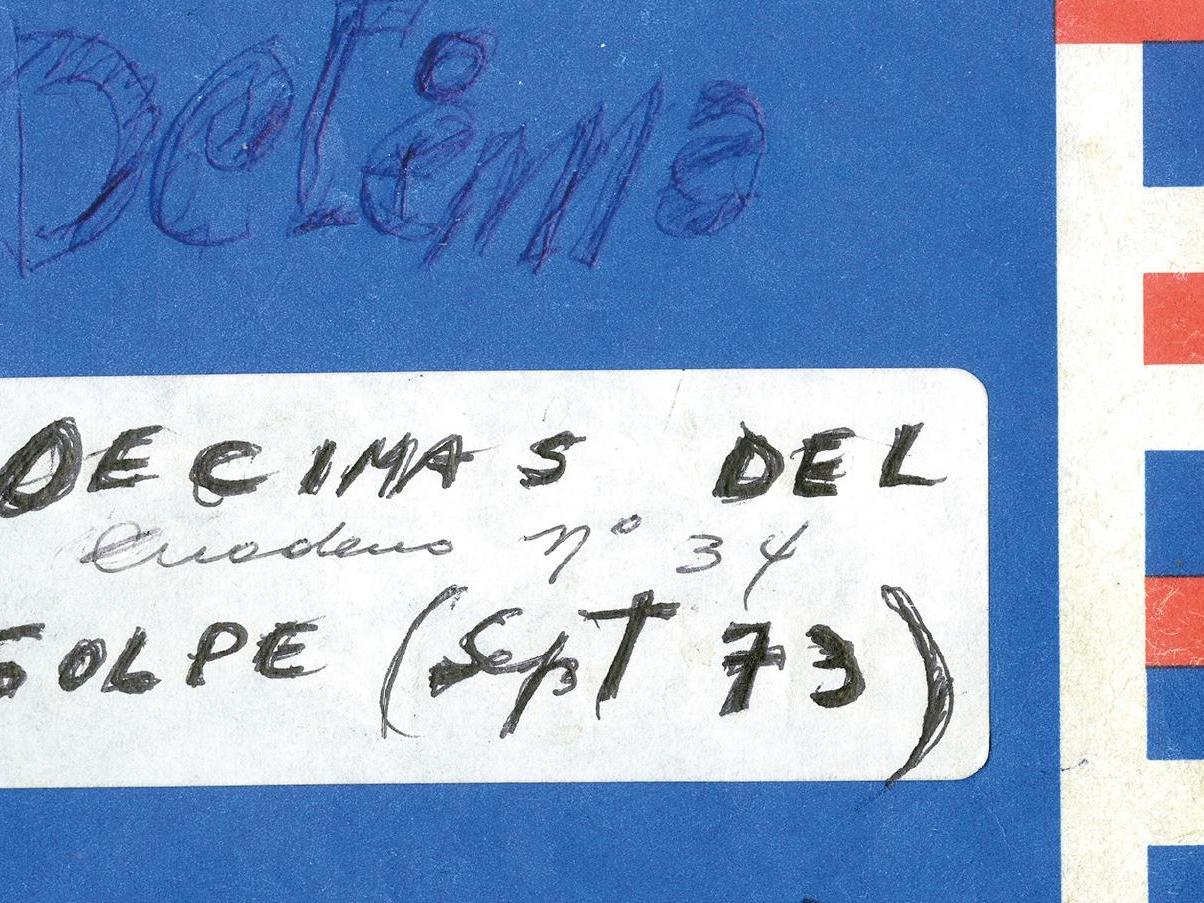 DECIMAS DEL
Cuaderno nº 34
GOLPE (Sept 73)